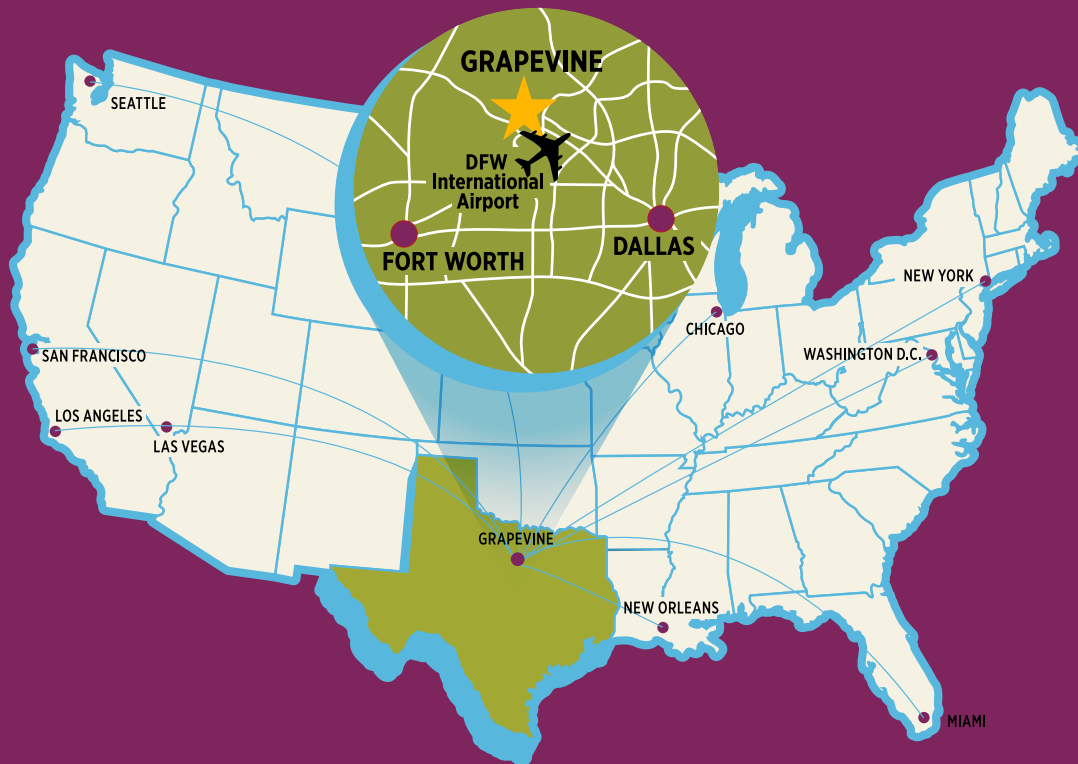 GRAPEVINE
SEATTLE
DFW
International
Airport
DALLAS
FORT WORTH
NEW YORK
CHICAGO
WASHINGTON D.C.
SAN FRANCISCO
LOS ANGELES
LAS VEGAS
GRAPEVINE
NEW ORLEANS
MIAMI